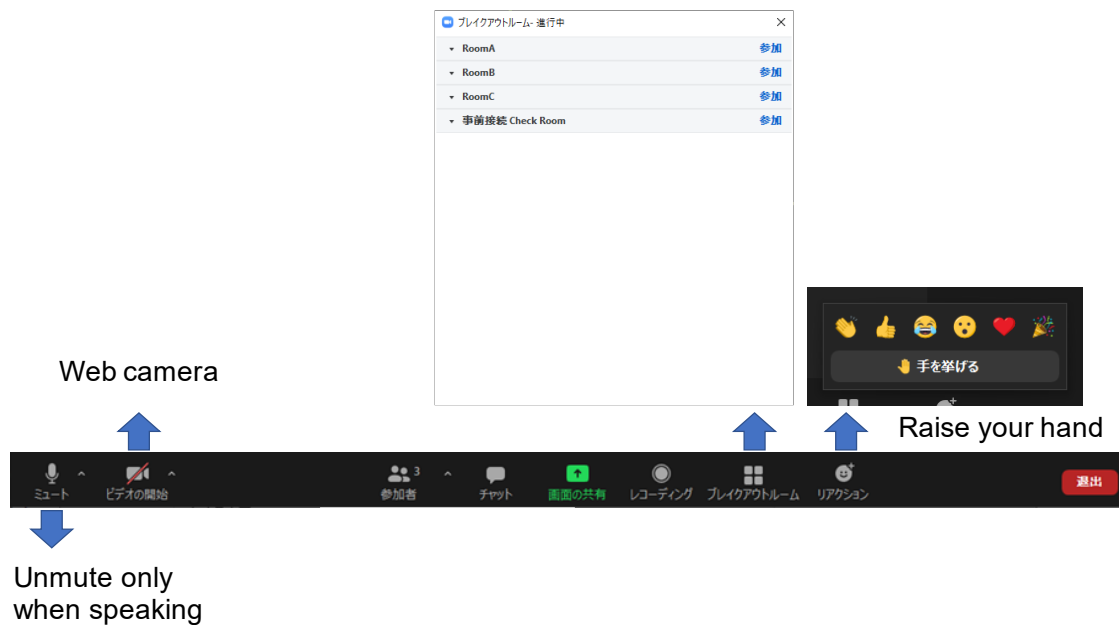 ブレイクアウトルーム- 進行中
RoomA 参加
RoomB 参加
RoomC 参加
事前接続 Check Room 参加
手を挙げる
Web camera
Raise your hand
ミュート ビデオの開始 参加者 3 チャット 画面の共有 レコーディング ブレイクアウトルーム リアクション 退出
Unmute only
when speaking